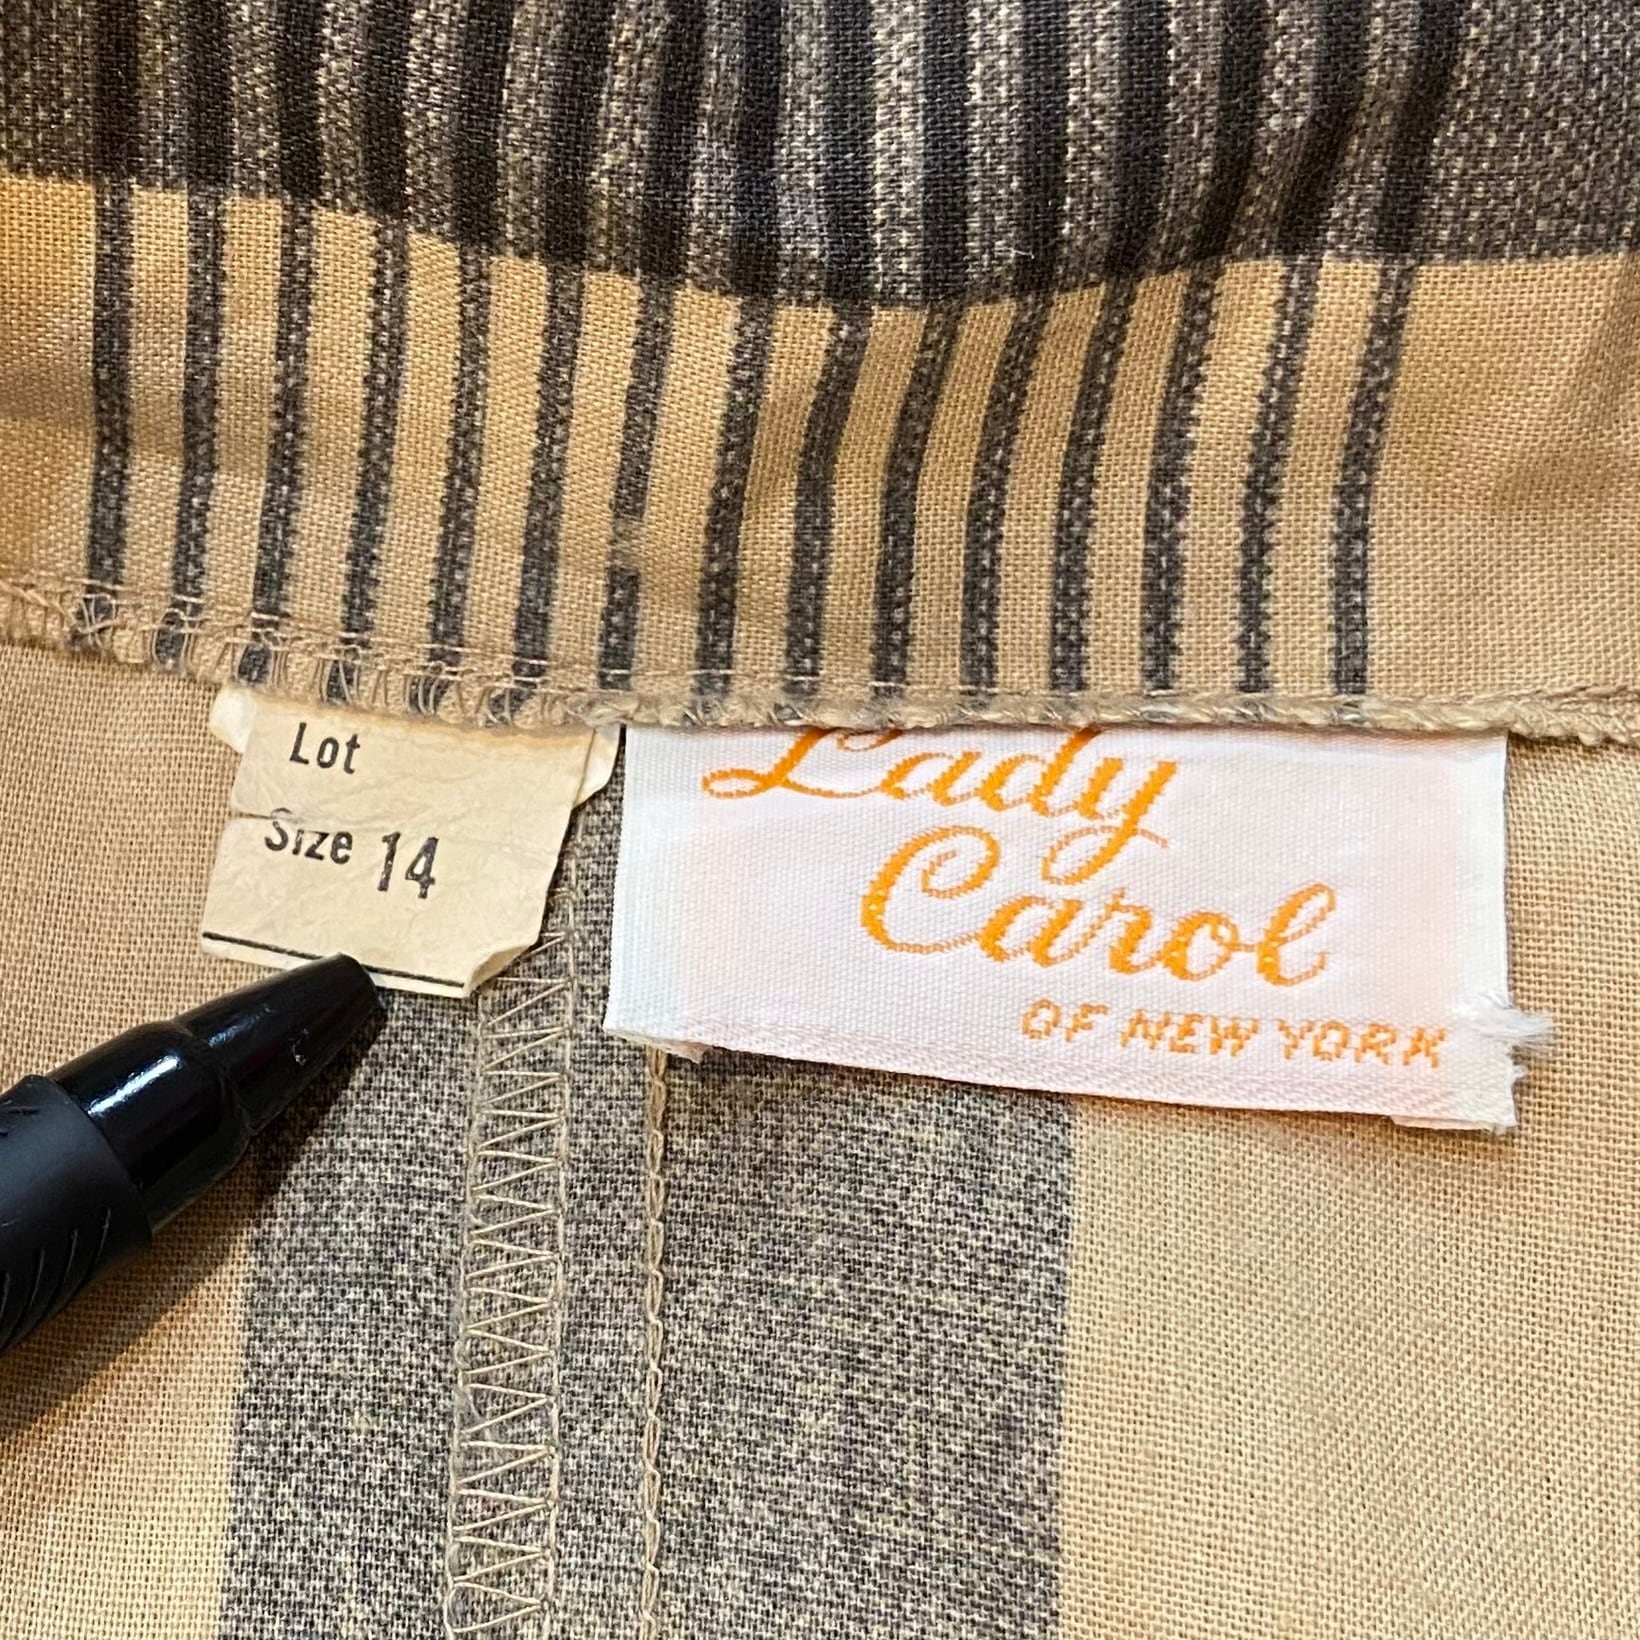 Lot
Size 14
Lady
Carol
OF NEW YORK